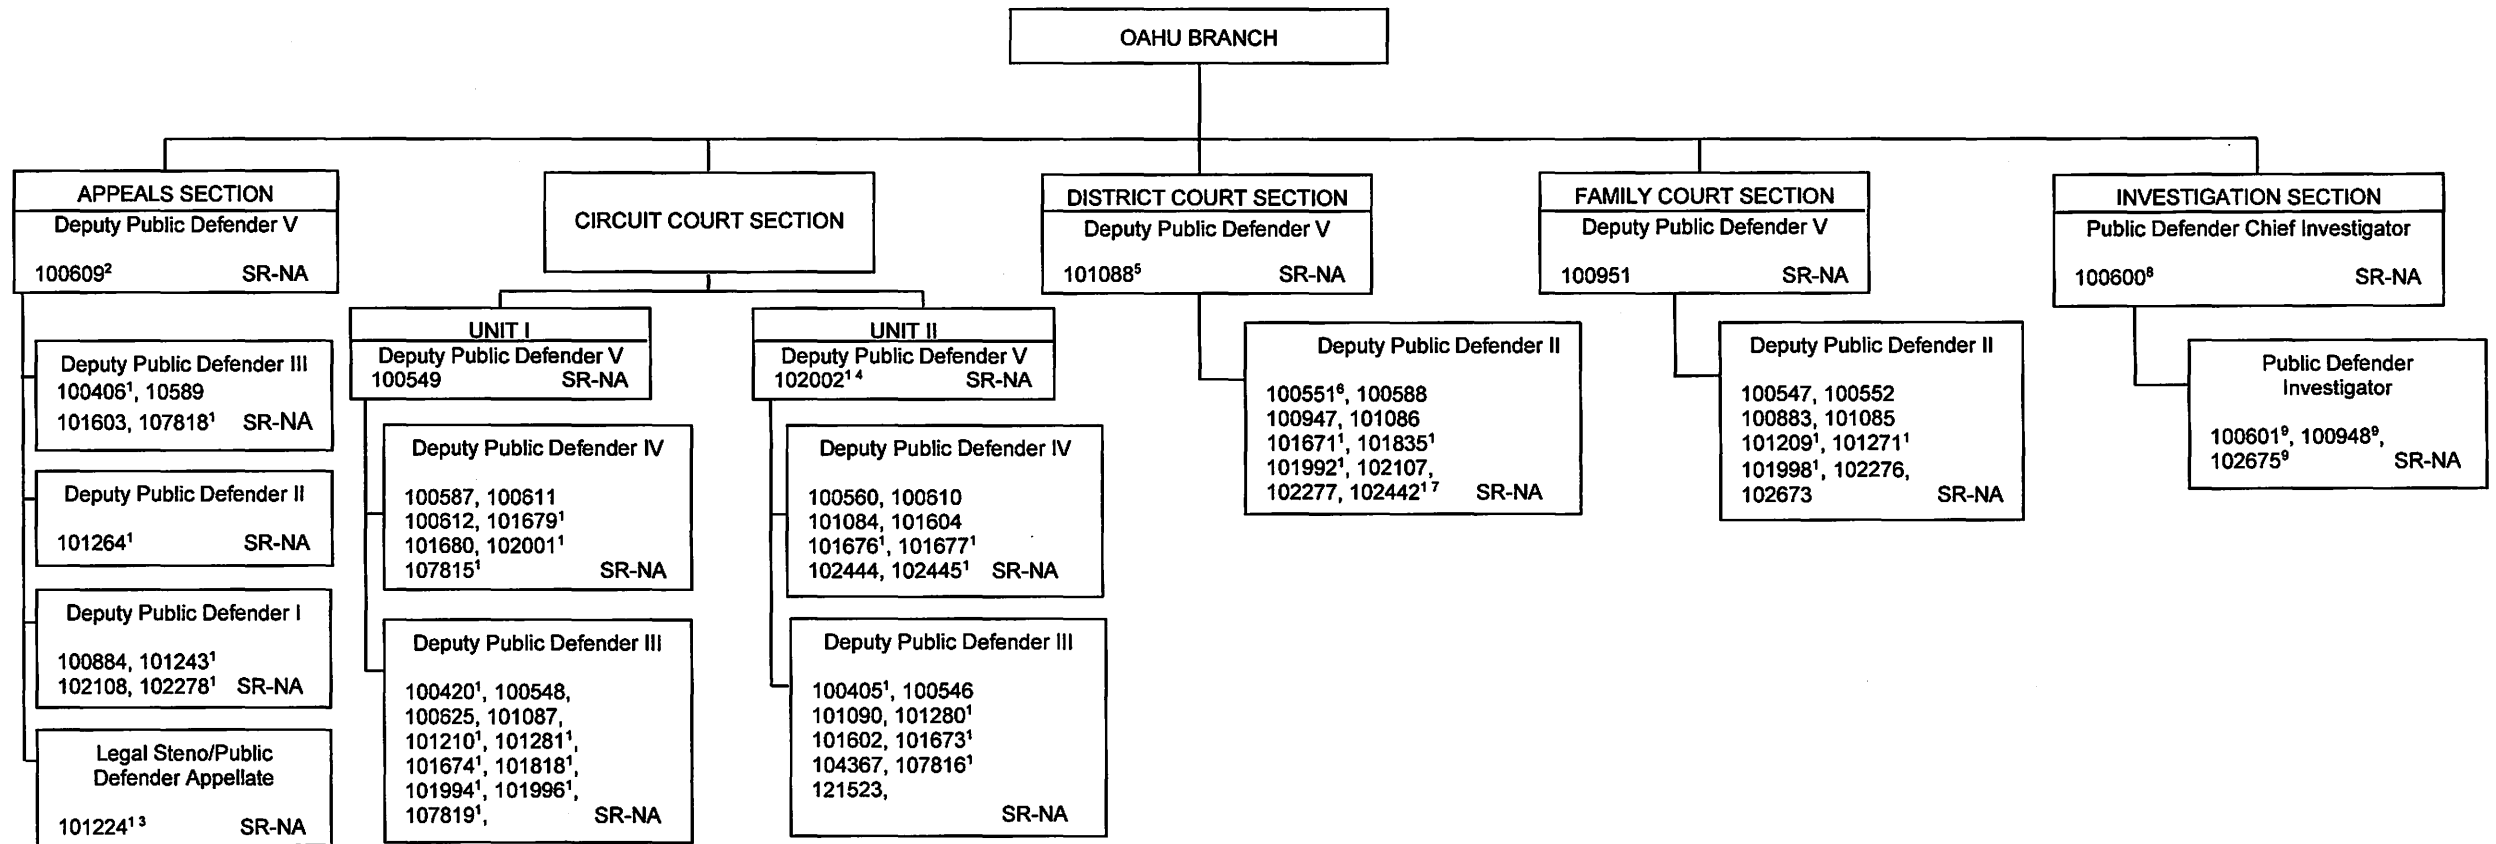 OAHU BRANCH
APPEALS SECTION
Deputy Public Defender V
100609² SR-NA
Deputy Public Defender III
100406¹, 10589
101603, 107818¹ SR-NA
Deputy Public Defender II
101264¹ SR-NA
Deputy Public Defender I
100884, 101243¹
102108, 102278¹ SR-NA
Legal Steno/Public
Defender Appellate
101224¹ ³ SR-NA
CIRCUIT COURT SECTION
UNIT I
Deputy Public Defender V
100549 SR-NA
Deputy Public Defender IV
100587, 100611
100612, 101679¹
101680, 102001¹
107815¹ SR-NA
Deputy Public Defender III
100420¹, 100548,
100625, 101087,
101210¹, 101281¹,
101674¹, 101818¹,
101994¹, 101996¹,
107819¹, SR-NA
UNIT II
Deputy Public Defender V
102002¹ ⁴ SR-NA
Deputy Public Defender IV
100560, 100610
101084, 101604
101676¹, 101677¹
102444, 102445¹ SR-NA
Deputy Public Defender III
100405¹, 100546
101090, 101280¹
101602, 101673¹
104367, 107816¹
121523,
SR-NA
DISTRICT COURT SECTION
Deputy Public Defender V
101088⁵ SR-NA
Deputy Public Defender II
100551⁶, 100588
100947, 101086
101671¹, 101835¹
101992¹, 102107,
102277, 102442¹ ⁷ SR-NA
FAMILY COURT SECTION
Deputy Public Defender V
100951 SR-NA
Deputy Public Defender II
100547, 100552
100883, 101085
101209¹, 101271¹
101998¹, 102276,
102673 SR-NA
INVESTIGATION SECTION
Public Defender Chief Investigator
100600⁸ SR-NA
Public Defender
Investigator
100601⁹, 100948⁹,
102675⁹ SR-NA